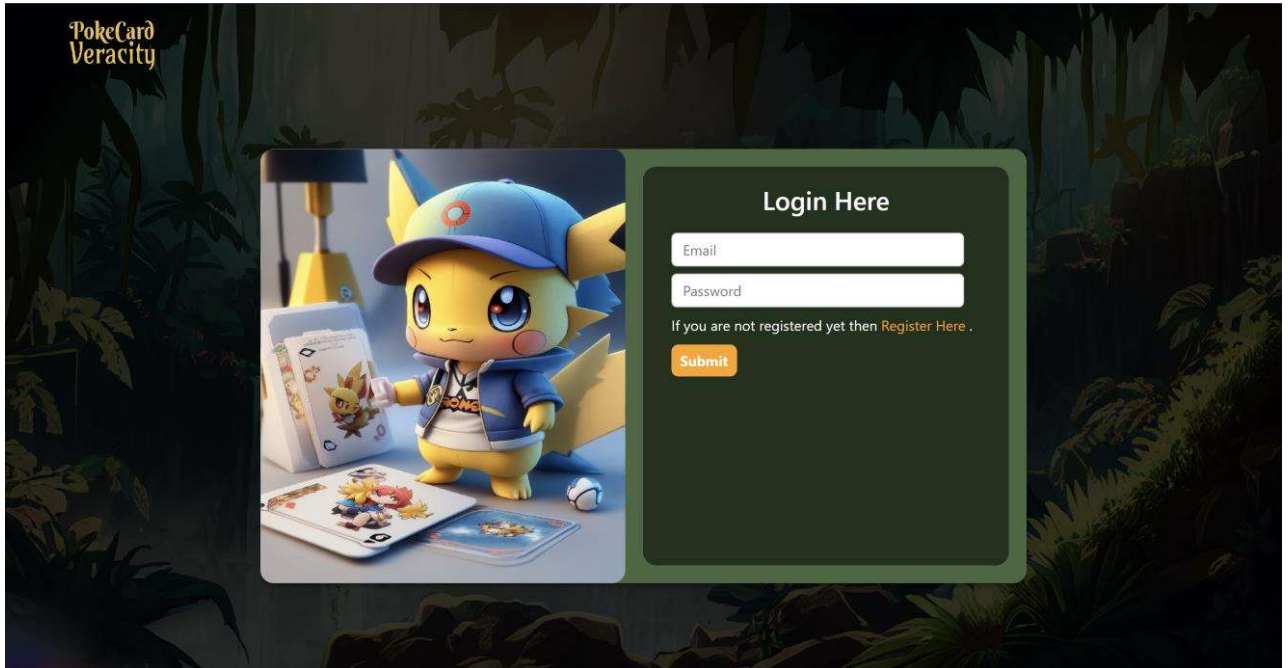 PokeCard
Veracity
Login Here
Email
Password
If you are not registered yet then Register Here .
Submit